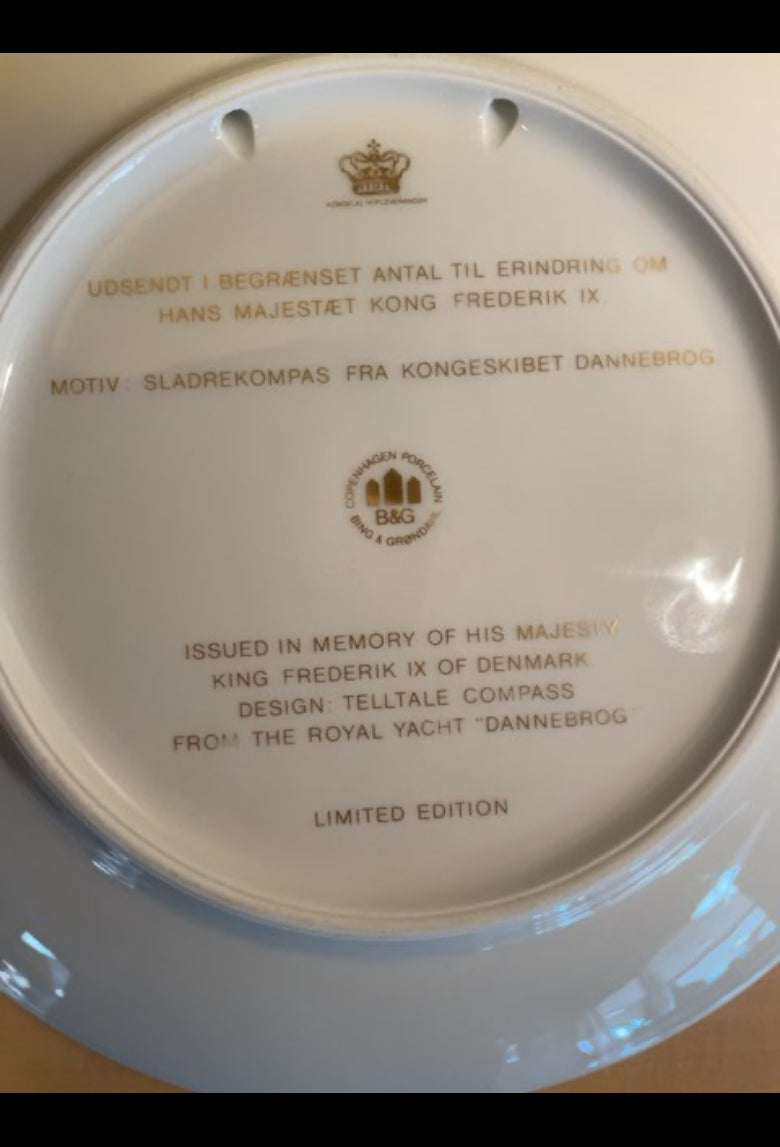 KONGELIG HOFLEVERANDØR
UDSENDT I BEGRÆNSET ANTAL TIL ERINDRING OM
HANS MAJESTÆT KONG FREDERIK IX.
MOTIV: SLADREKOMPAS FRA KONGESKIBET DANNEBROG
COPENHAGEN PORCELAIN
B&G
BING & GRØNDAHL
ISSUED IN MEMORY OF HIS MAJESTY
KING FREDERIK IX OF DENMARK.
DESIGN: TELLTALE COMPASS
FROM THE ROYAL YACHT "DANNEBROG"
LIMITED EDITION